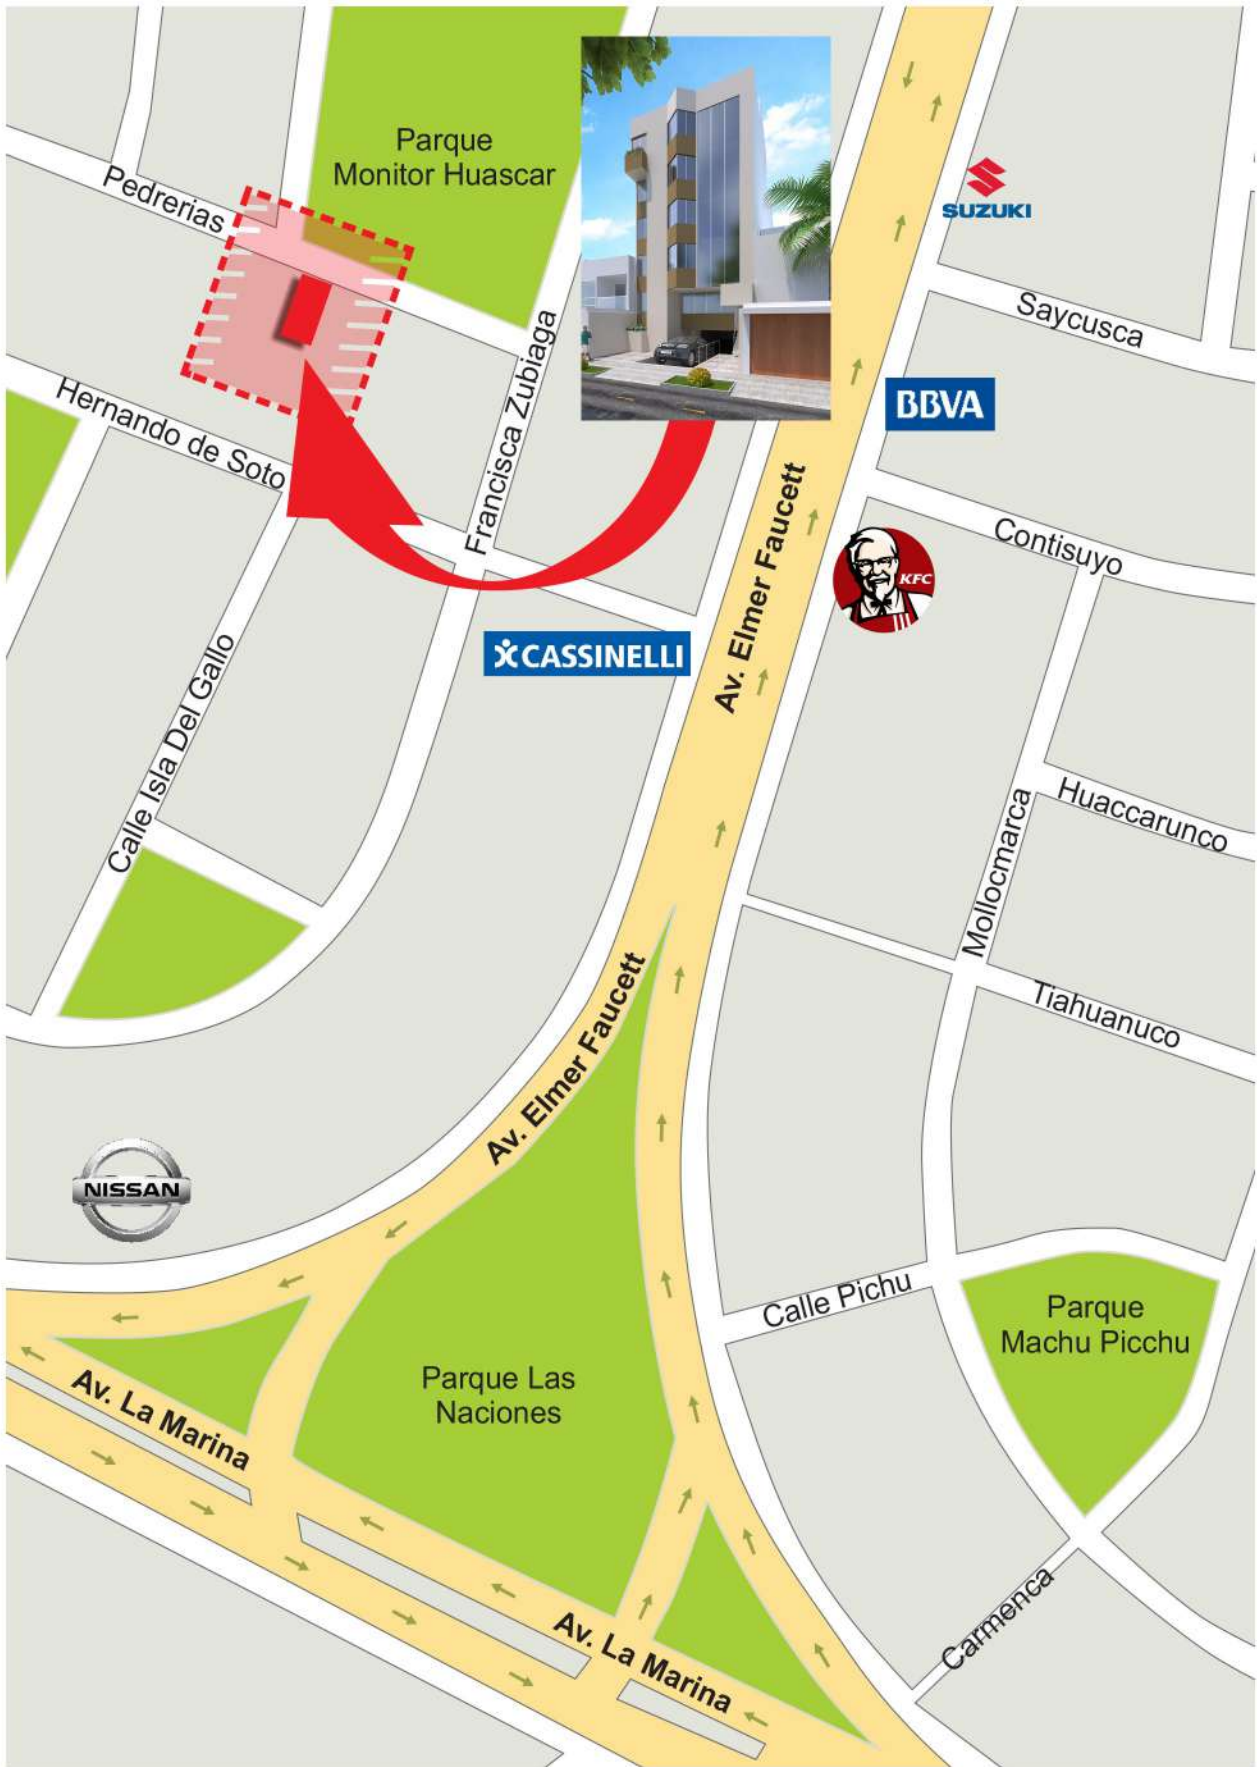 Parque
Monitor Huascar
Pedrerias
SUZUKI
Saycusca
Francisca Zubiaga
BBVA
Hernando de Soto
Av. Elmer Faucett
Contisuyo
KFC
CASSINELLI
Calle Isla Del Gallo
Huaccarunco
Mollocmarca
Av. Elmer Faucett
Tiahuanuco
NISSAN
Calle Pichu
Parque
Machu Picchu
Parque Las
Naciones
Av. La Marina
Carmenca
Av. La Marina